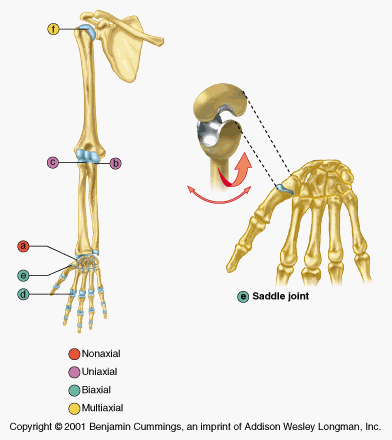 f
c
b
a
e
d
e Saddle joint
Nonaxial
Uniaxial
Biaxial
Multiaxial
Copyright © 2001 Benjamin Cummings, an imprint of Addison Wesley Longman, Inc.